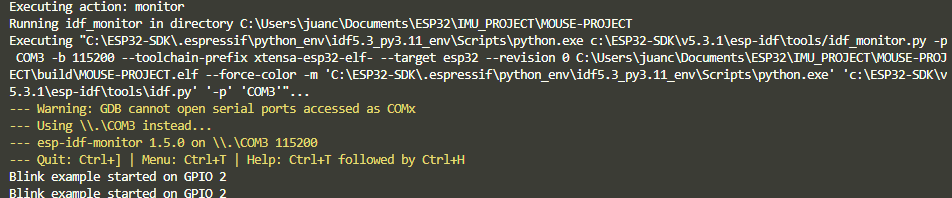 Executing action: monitor
Running idf_monitor in directory C:\Users\juanc\Documents\ESP32\IMU_PROJECT\MOUSE-PROJECT
Executing "C:\ESP32-SDK\.espressif\python_env\idf5.3_py3.11_env\Scripts\python.exe c:\ESP32-SDK\v5.3.1\esp-idf\tools/idf_monitor.py -p
COM3 -b 115200 --toolchain-prefix xtensa-esp32-elf- --target esp32 --revision 0 C:\Users\juanc\Documents\ESP32\IMU_PROJECT\MOUSE-PROJ
ECT\build\MOUSE-PROJECT.elf --force-color -m 'C:\ESP32-SDK\.espressif\python_env\idf5.3_py3.11_env\Scripts\python.exe' 'c:\ESP32-SDK\v
5.3.1\esp-idf\tools\idf.py' '-p' 'COM3'"...
--- Warning: GDB cannot open serial ports accessed as COMx
--- Using \\.\COM3 instead...
--- esp-idf-monitor 1.5.0 on \\.\COM3 115200
--- Quit: Ctrl+] | Menu: Ctrl+T | Help: Ctrl+T followed by Ctrl+H
Blink example started on GPIO 2
Blink example started on GPIO 2